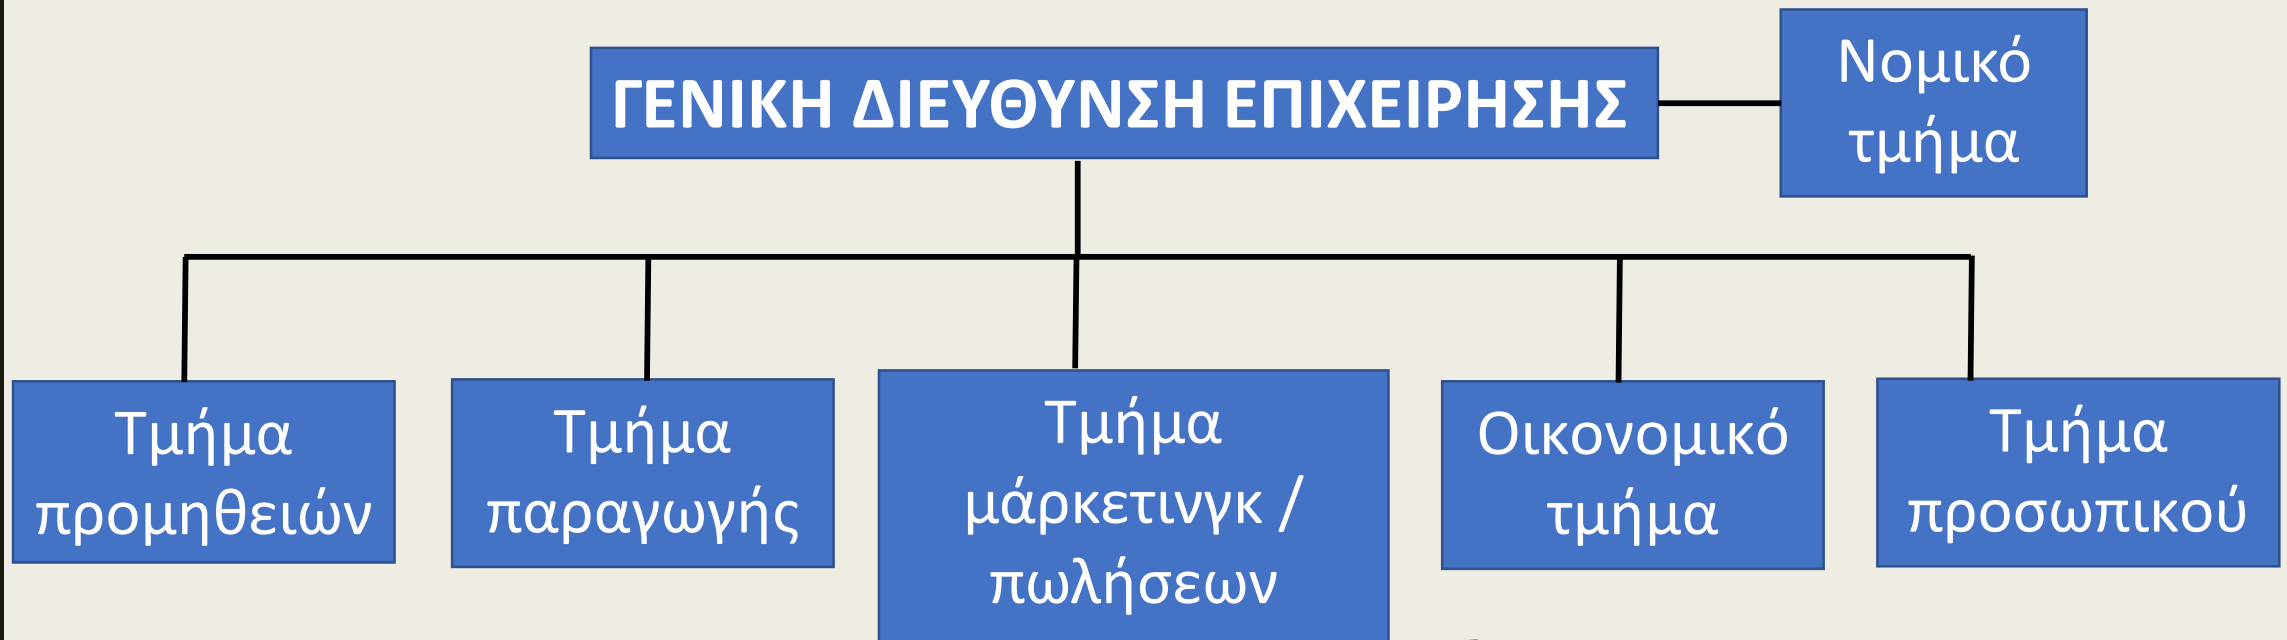 ΓΕΝΙΚΗ ΔΙΕΥΘΥΝΣΗ ΕΠΙΧΕΙΡΗΣΗΣ
Νομικό
τμήμα
Τμήμα
προμηθειών
Τμήμα
παραγωγής
Τμήμα
μάρκετινγκ /
πωλήσεων
Οικονομικό
τμήμα
Τμήμα
προσωπικού